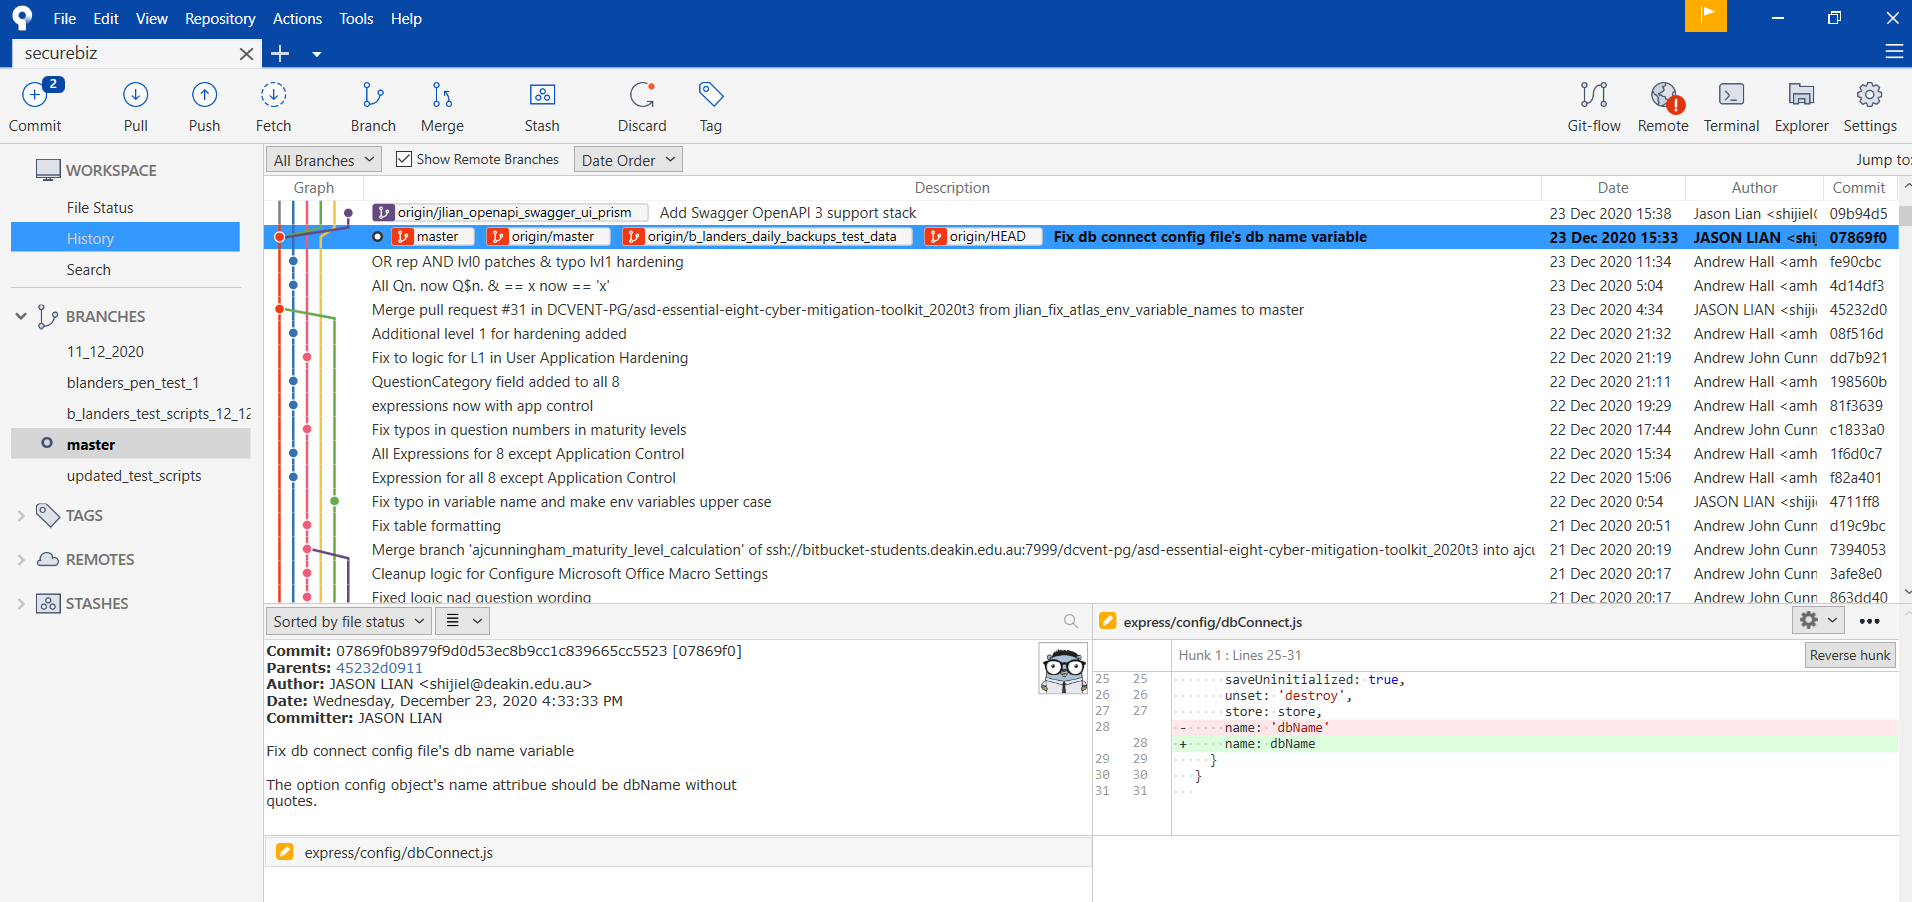 File Edit View Repository Actions Tools Help
securebiz
2
Commit Pull Push Fetch Branch Merge Stash Discard Tag Git-flow Remote Terminal Explorer Settings
WORKSPACE
File Status
History
Search
BRANCHES
11_12_2020
blanders_pen_test_1
b_landers_test_scripts_12_12
master
updated_test_scripts
TAGS
REMOTES
STASHES
All Branches Show Remote Branches Date Order Jump to:
Graph Description Date Author Commit
origin/jlian_openapi_swagger_ui_prism Add Swagger OpenAPI 3 support stack 23 Dec 2020 15:38 Jason Lian <shijiel 09b94d5
master origin/master origin/b_landers_daily_backups_test_data origin/HEAD Fix db connect config file's db name variable 23 Dec 2020 15:33 JASON LIAN <shij 07869f0
OR rep AND lvl0 patches & typo lvl1 hardening 23 Dec 2020 11:34 Andrew Hall <amh fe90cbc
All Qn. now Q$n. & == x now == 'x' 23 Dec 2020 5:04 Andrew Hall <amh 4d14df3
Merge pull request #31 in DCVENT-PG/asd-essential-eight-cyber-mitigation-toolkit_2020t3 from jlian_fix_atlas_env_variable_names to master 23 Dec 2020 4:34 JASON LIAN <shiji 45232d0
Additional level 1 for hardening added 22 Dec 2020 21:32 Andrew Hall <amh 08f516d
Fix to logic for L1 in User Application Hardening 22 Dec 2020 21:19 Andrew John Cunn dd7b921
QuestionCategory field added to all 8 22 Dec 2020 21:11 Andrew Hall <amh 198560b
expressions now with app control 22 Dec 2020 19:29 Andrew Hall <amh 81f3639
Fix typos in question numbers in maturity levels 22 Dec 2020 17:44 Andrew John Cunn c1833a0
All Expressions for 8 except Application Control 22 Dec 2020 15:34 Andrew Hall <amh 1f6d0c7
Expression for all 8 except Application Control 22 Dec 2020 15:06 Andrew Hall <amh f82a401
Fix typo in variable name and make env variables upper case 22 Dec 2020 0:54 JASON LIAN <shiji 4711ff8
Fix table formatting 21 Dec 2020 20:51 Andrew John Cunn d19c9bc
Merge branch 'ajcunningham_maturity_level_calculation' of ssh://bitbucket-students.deakin.edu.au:7999/dcvent-pg/asd-essential-eight-cyber-mitigation-toolkit_2020t3 into ajcu 21 Dec 2020 20:19 Andrew John Cunn 7394053
Cleanup logic for Configure Microsoft Office Macro Settings 21 Dec 2020 20:17 Andrew John Cunn 3afe8e0
Fixed logic nad question wording 21 Dec 2020 20:17 Andrew John Cunn 863dd40
Sorted by file status
Commit: 07869f0b8979f9d0d53ec8b9cc1c839665cc5523 [07869f0]
Parents: 45232d0911
Author: JASON LIAN <shijiel@deakin.edu.au>
Date: Wednesday, December 23, 2020 4:33:33 PM
Committer: JASON LIAN
Fix db connect config file's db name variable
The option config object's name attribue should be dbName without
quotes.
express/config/dbConnect.js
express/config/dbConnect.js
Hunk 1 : Lines 25-31 Reverse hunk
25 25 saveUninitialized: true,
26 26 unset: 'destroy',
27 27 store: store,
28 - name: 'dbName'
28 + name: dbName
29 29 }
30 30 }
31 31